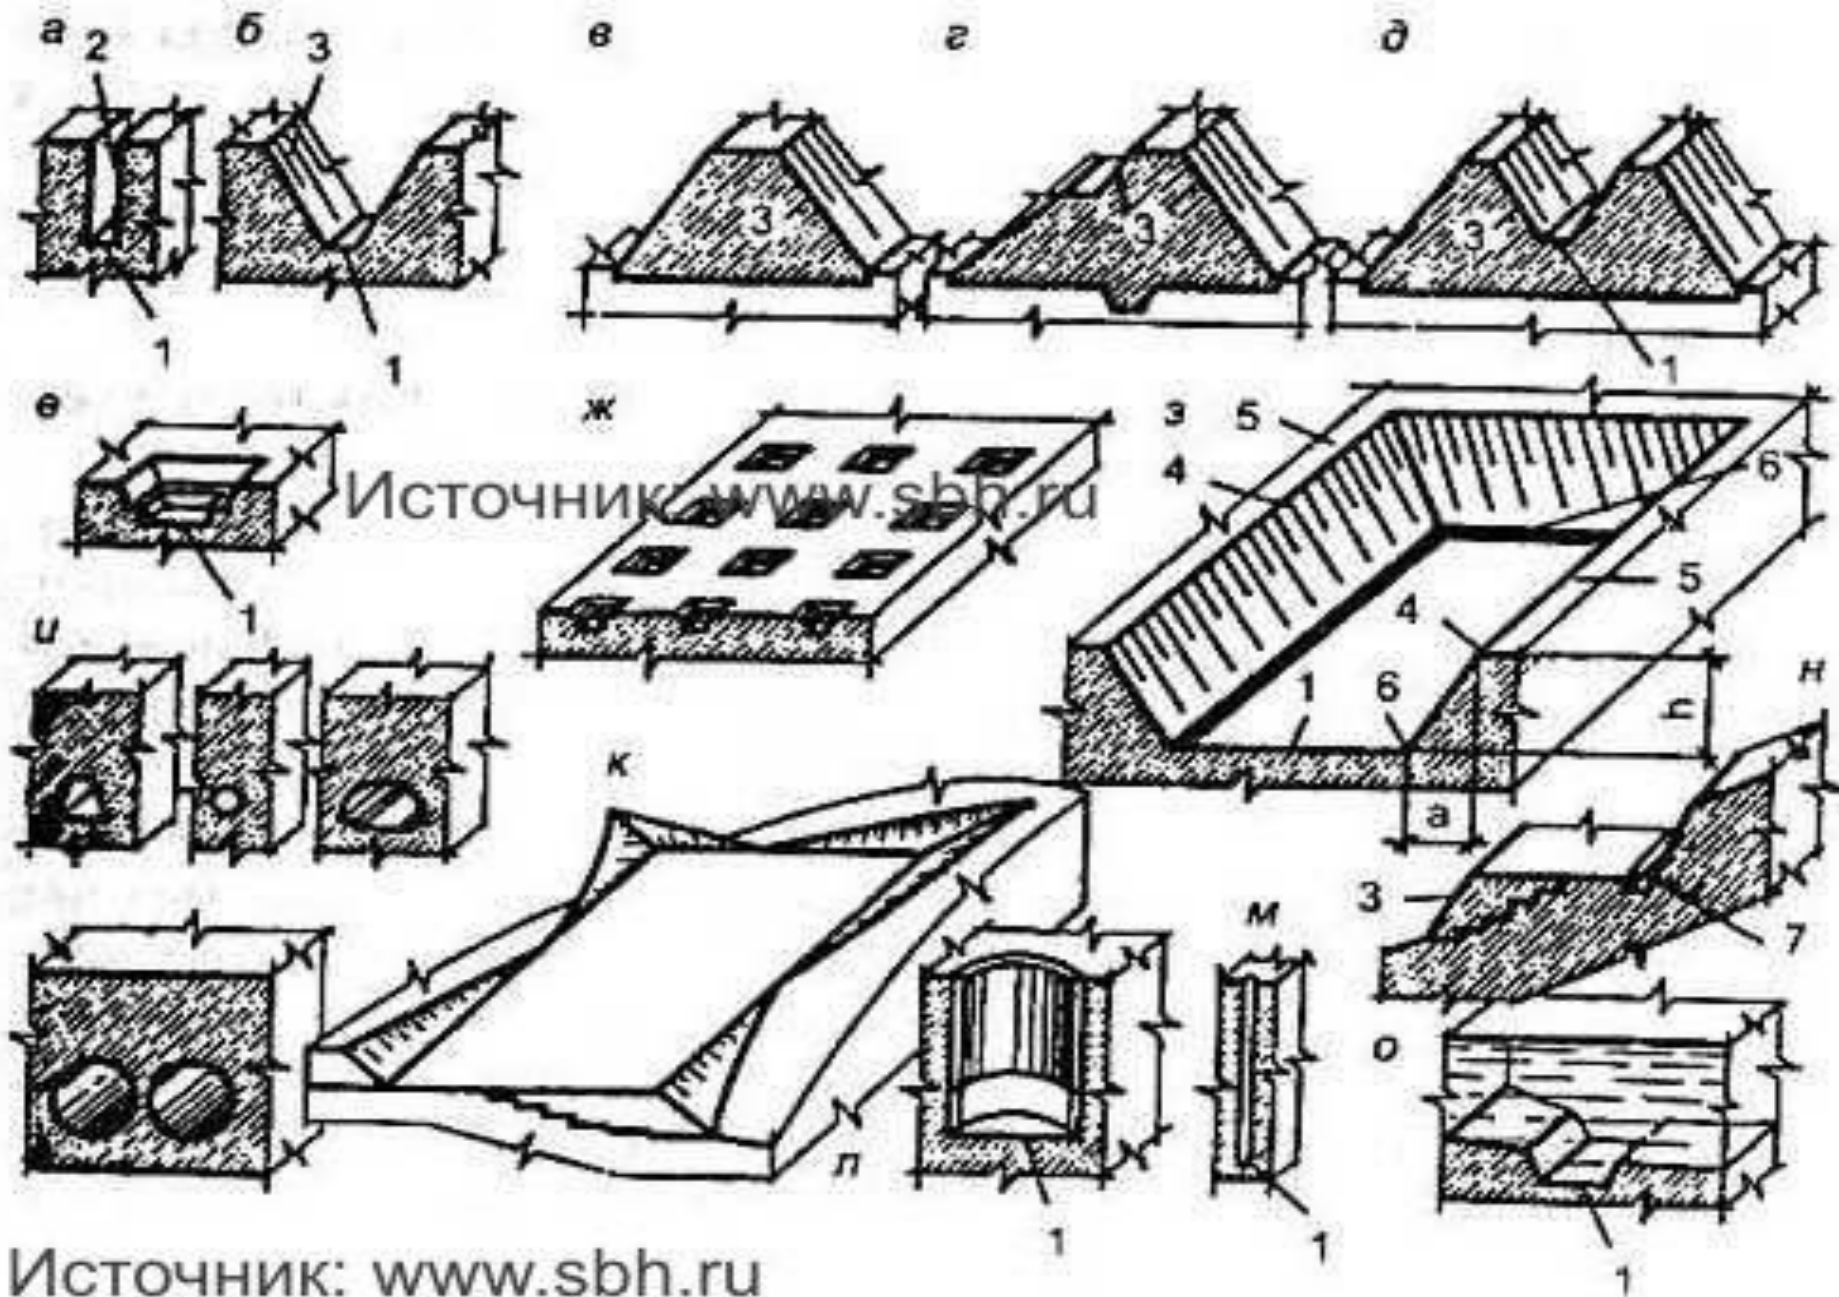 а 2 б 3 в г д
3 3 3
1 1 1
е ж з 5
4 6
Источник: www.sbh.ru
5
1 4
и 1 6 h н
к
а
3
7
м
о
л
1 1 1
Источник: www.sbh.ru